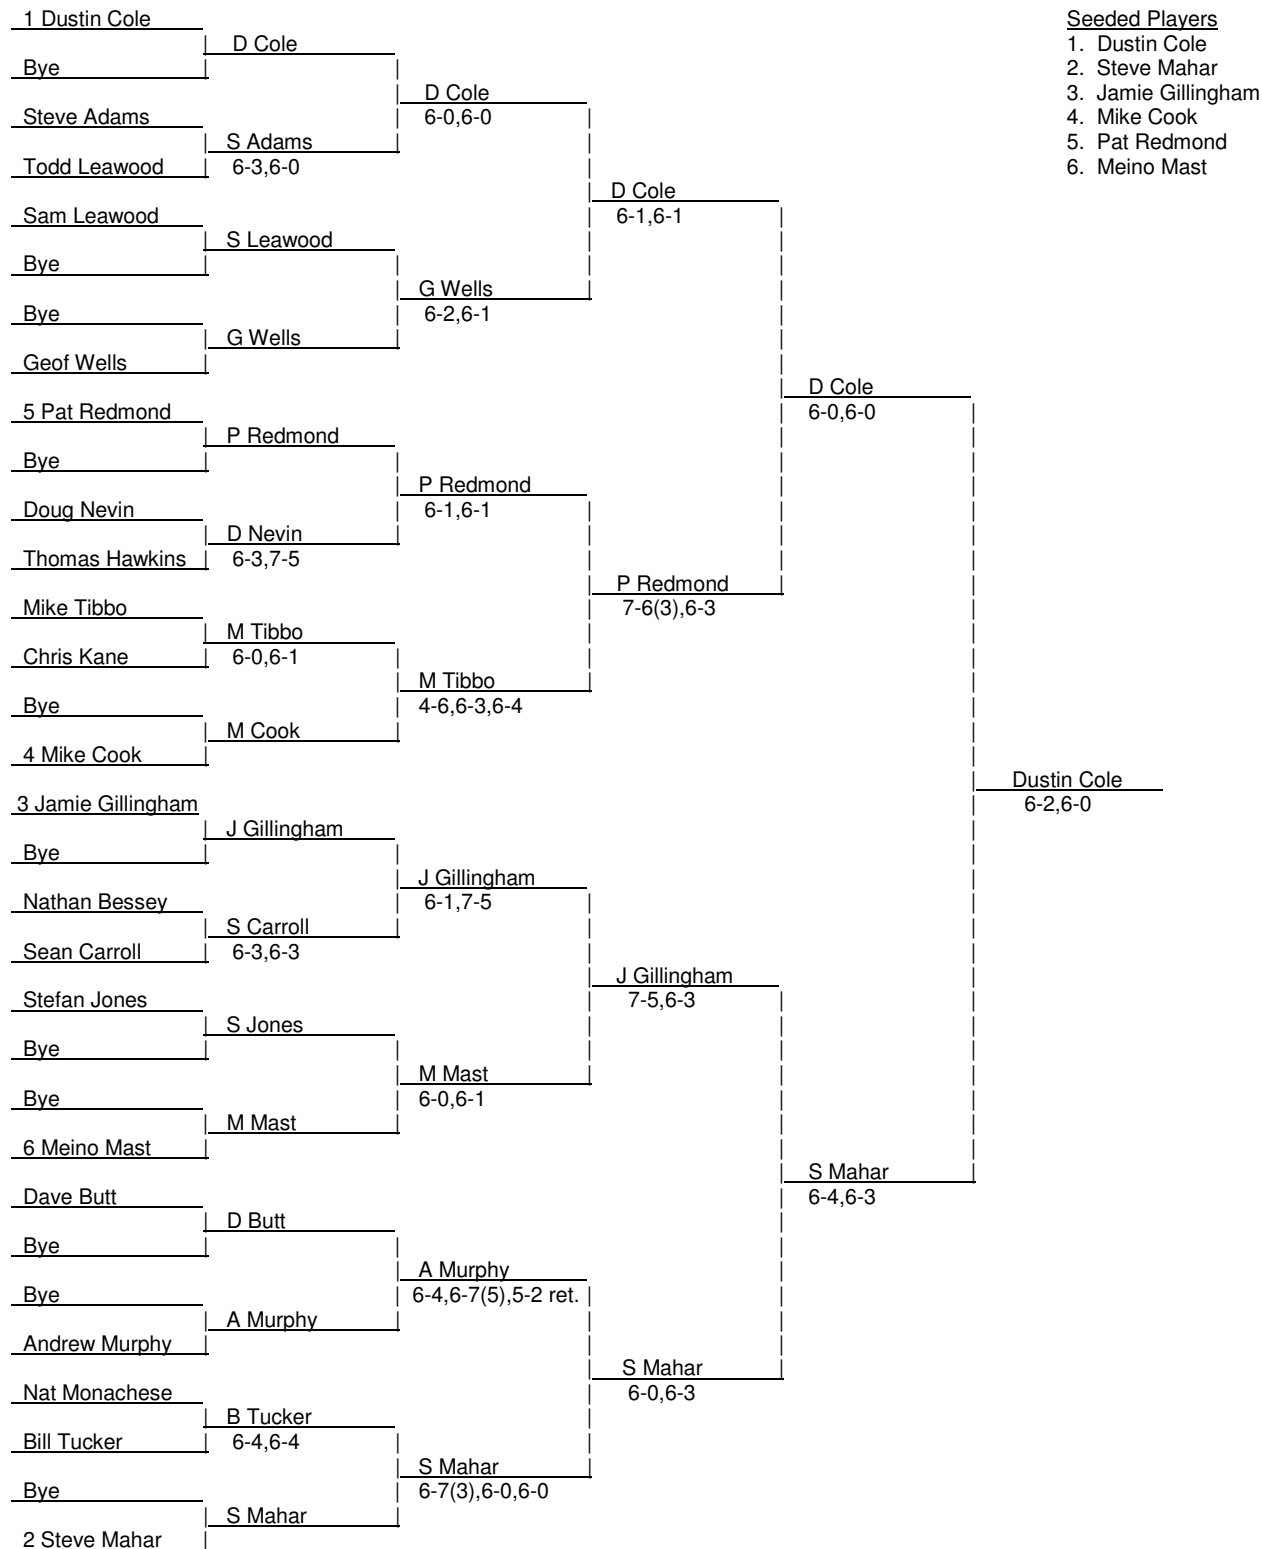 1 Dustin Cole
Bye
Steve Adams
Todd Leawood
Sam Leawood
Bye
Bye
Geof Wells
5 Pat Redmond
Bye
Doug Nevin
Thomas Hawkins
Mike Tibbo
Chris Kane
Bye
4 Mike Cook
3 Jamie Gillingham
Bye
Nathan Bessey
Sean Carroll
Stefan Jones
Bye
Bye
6 Meino Mast
Dave Butt
Bye
Bye
Andrew Murphy
Nat Monachese
Bill Tucker
Bye
2 Steve Mahar
D Cole
S Adams
6-3,6-0
S Leawood
G Wells
P Redmond
D Nevin
6-3,7-5
M Tibbo
6-0,6-1
M Cook
J Gillingham
S Carroll
6-3,6-3
S Jones
M Mast
D Butt
A Murphy
B Tucker
6-4,6-4
S Mahar
D Cole
6-0,6-0
G Wells
6-2,6-1
P Redmond
6-1,6-1
M Tibbo
4-6,6-3,6-4
J Gillingham
6-1,7-5
M Mast
6-0,6-1
A Murphy
6-4,6-7(5),5-2 ret.
S Mahar
6-7(3),6-0,6-0
D Cole
6-1,6-1
P Redmond
7-6(3),6-3
J Gillingham
7-5,6-3
S Mahar
6-0,6-3
D Cole
6-0,6-0
S Mahar
6-4,6-3
Dustin Cole
6-2,6-0
Seeded Players
1. Dustin Cole
2. Steve Mahar
3. Jamie Gillingham
4. Mike Cook
5. Pat Redmond
6. Meino Mast